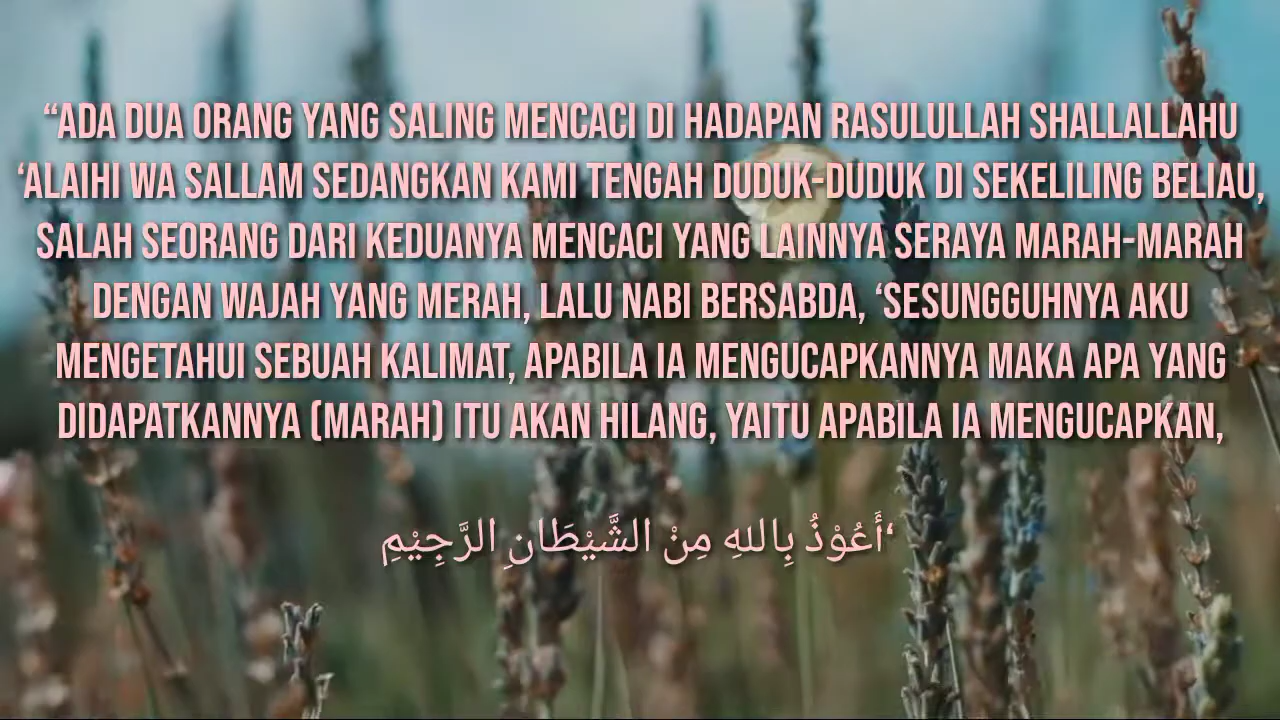 “ADA DUA ORANG YANG SALING MENCACI DI HADAPAN RASULULLAH SHALLALLAHU
‘ALAIHI WA SALLAM SEDANGKAN KAMI TENGAH DUDUK-DUDUK DI SEKELILING BELIAU,
SALAH SEORANG DARI KEDUANYA MENCACI YANG LAINNYA SERAYA MARAH-MARAH
DENGAN WAJAH YANG MERAH, LALU NABI BERSABDA, ‘SESUNGGUHNYA AKU
MENGETAHUI SEBUAH KALIMAT, APABILA IA MENGUCAPKANNYA MAKA APA YANG
DIDAPATKANNYA (MARAH) ITU AKAN HILANG, YAITU APABILA IA MENGUCAPKAN,
‘أَعُوْذُ بِاللهِ مِنْ الشَّيْطَانِ الرَّجِيْمِ